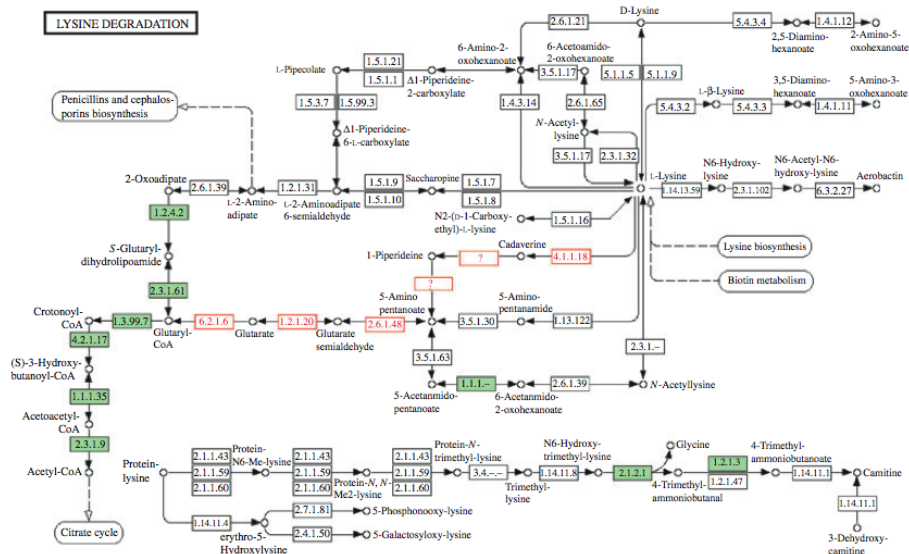 LYSINE DEGRADATION
D-Lysine
2.6.1.21
5.4.3.4
1.4.1.12
2,5-Diamino-
hexanoate
2-Amino-5-
oxohexanoate
6-Amino-2-
oxohexanoate
6-Acetoamido-
2-oxohexanoate
1.5.1.21
1.5.1.1
L-Pipecolate
Δ1-Piperideine-
2-carboxylate
3.5.1.17
5.1.1.5
5.1.1.9
1.5.3.7
1.5.99.3
1.4.3.14
2.6.1.65
N-Acetyl-
lysine
5.4.3.2
L-β-Lysine
5.4.3.3
3,5-Diamino-
hexanoate
1.4.1.11
5-Amino-3-
oxohexanoate
Penicillins and cephalos-
porins biosynthesis
Δ1-Piperideine-
6-L-carboxylate
3.5.1.17
2.3.1.32
2-Oxoadipate
2.6.1.39
L-2-Amino-
adipate
1.2.1.31
L-2-Aminoadipate
6-semialdehyde
1.5.1.9
1.5.1.10
Saccharopine
1.5.1.7
1.5.1.8
L-Lysine
1.14.13.59
N6-Hydroxy-
lysine
2.3.1.102
N6-Acetyl-N6-
hydroxy-lysine
6.3.2.27
Aerobactin
1.2.4.2
N2-(D-1-Carboxy-
ethyl)-L-lysine
1.5.1.16
S-Glutaryl-
dihydrolipoamide
1-Piperideine
?
Cadaverine
4.1.1.18
Lysine biosynthesis
Biotin metabolism
?
2.3.1.61
Crotonoyl-
CoA
1.3.99.7
Glutaryl-
CoA
6.2.1.6
Glutarate
1.2.1.20
Glutarate
semialdehyde
2.6.1.48
5-Amino
pentanoate
3.5.1.30
5-Amino-
pentanamide
1.13.122
4.2.1.17
2.3.1.–
(S)-3-Hydroxy-
butanoyl-CoA
3.5.1.63
1.1.1.35
5-Acetanmido-
pentanoate
1.1.1.–
6-Acetanmido-
2-oxohexanoate
2.6.1.39
N-Acetyllysine
Acetoacetyl-
CoA
2.3.1.9
Acetyl-CoA
Citrate cycle
Protein-
lysine
2.1.1.43
2.1.1.59
2.1.1.60
Protein-
N6-Me-lysine
2.1.1.43
2.1.1.59
2.1.1.60
Protein-N, N-
Me2-lysine
2.1.1.43
2.1.1.59
2.1.1.60
Protein-N-
trimethyl-lysine
3.4.–.–
Trimethyl-
lysine
1.14.11.8
N6-Hydroxy-
trimethyl-lysine
2.1.2.1
Glycine
4-Trimethyl-
ammoniobutanal
1.2.1.3
1.2.1.47
4-Trimethyl-
ammoniobutanoate
1.14.11.1
Carnitine
1.14.11.4
erythro-5-
Hydroxylysine
2.7.1.81
5-Phosphonooxy-lysine
2.4.1.50
5-Galactosyloxy-lysine
1.14.11.1
3-Dehydroxy-
carnitine